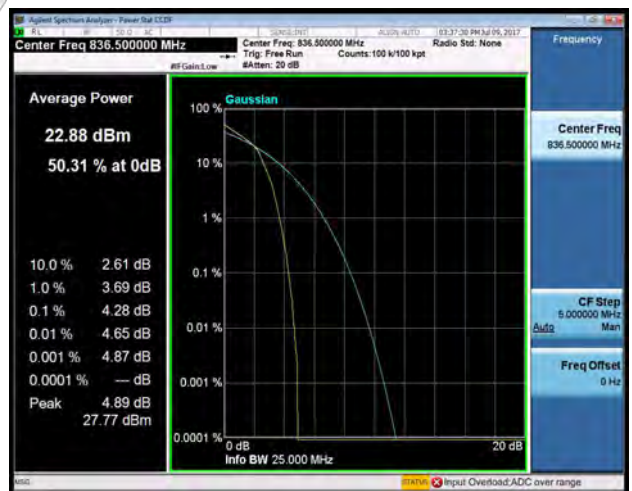 Agilent Spectrum Analyzer - Power Stat CCDF
RL RF 50 Ω AC SENSE:INT ALIGN AUTO 03:37:30 PM Jul 09, 2017
Center Freq 836.500000 MHz
Center Freq: 836.500000 MHz Radio Std: None
Trig: Free Run Counts:100 k/100 kpt
#IFGain:Low #Atten: 20 dB
Frequency
Average Power
22.88 dBm
50.31 % at 0dB
10.0 % 2.61 dB
1.0 % 3.69 dB
0.1 % 4.28 dB
0.01 % 4.65 dB
0.001 % 4.87 dB
0.0001 % --- dB
Peak 4.89 dB
27.77 dBm
Gaussian
100 %
10 %
1 %
0.1 %
0.01 %
0.001 %
0.0001 %
0 dB 20 dB
Info BW 25.000 MHz
Center Freq
836.500000 MHz
CF Step
5.000000 MHz
Auto Man
Freq Offset
0 Hz
MSG STATUS Input Overload;ADC over range